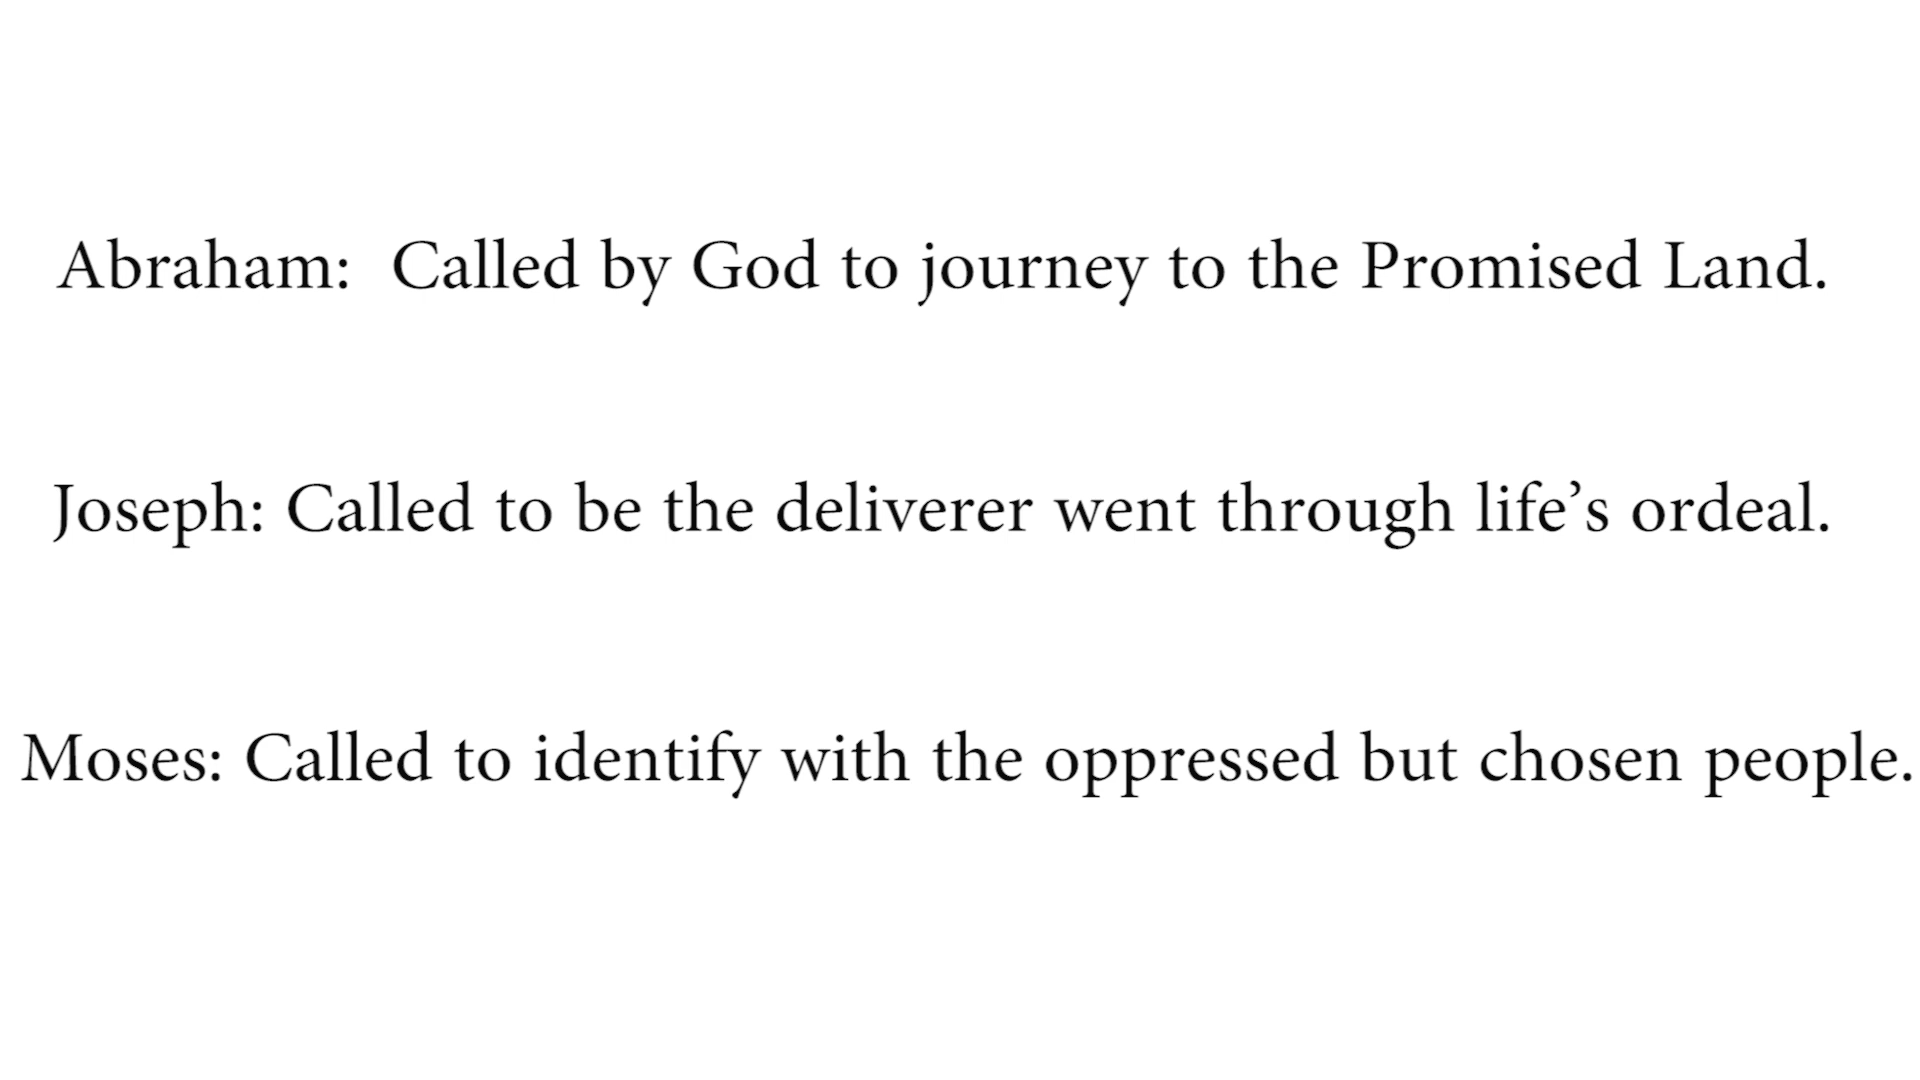 Abraham:  Called by God to journey to the Promised Land.
Joseph: Called to be the deliverer went through life’s ordeal.
Moses: Called to identify with the oppressed but chosen people.